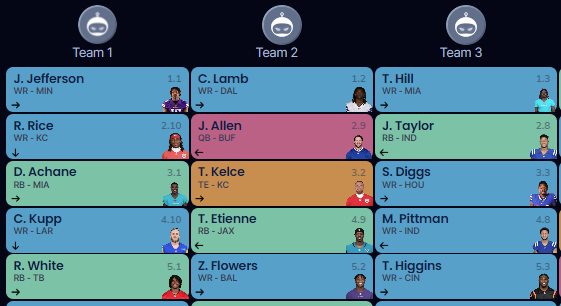 Team 1 Team 2 Team 3
J. Jefferson 1.1 C. Lamb 1.2 T. Hill 1.3
WR - MIN WR - DAL WR - MIA
R. Rice 2.10 J. Allen 2.9 J. Taylor 2.8
WR - KC QB - BUF RB - IND
D. Achane 3.1 T. Kelce 3.2 S. Diggs 3.3
RB - MIA TE - KC WR - HOU
C. Kupp 4.10 T. Etienne 4.9 M. Pittman 4.8
WR - LAR RB - JAX WR - IND
R. White 5.1 Z. Flowers 5.2 T. Higgins 5.3
RB - TB WR - BAL WR - CIN